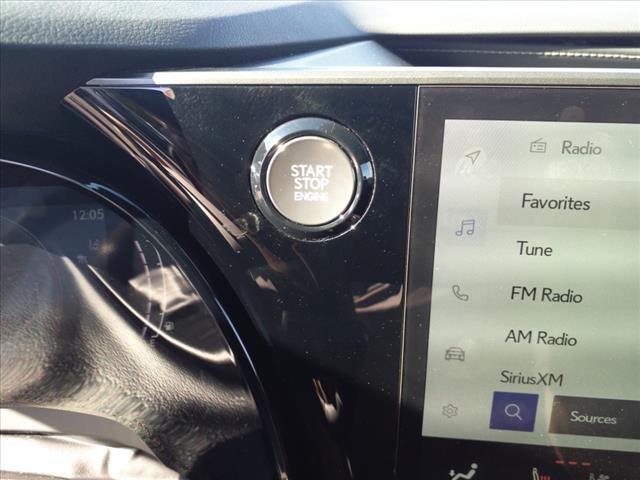 START
STOP
ENGINE
12:05
Radio
Favorites
Tune
FM Radio
AM Radio
SiriusXM
Sources